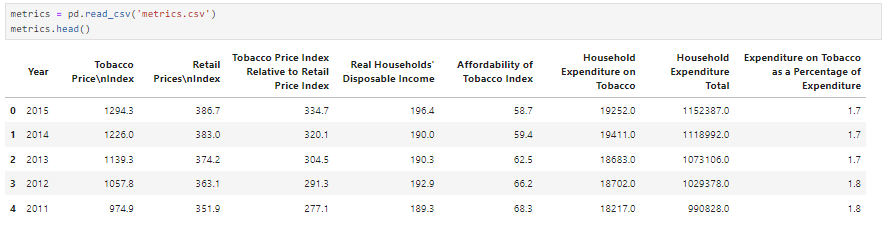 metrics = pd.read_csv('metrics.csv')
metrics.head()
Year Tobacco Price\nIndex Retail Prices\nIndex Tobacco Price Index Relative to Retail Price Index Real Households' Disposable Income Affordability of Tobacco Index Household Expenditure on Tobacco Household Expenditure Total Expenditure on Tobacco as a Percentage of Expenditure
0 2015 1294.3 386.7 334.7 196.4 58.7 19252.0 1152387.0 1.7
1 2014 1226.0 383.0 320.1 190.0 59.4 19411.0 1118992.0 1.7
2 2013 1139.3 374.2 304.5 190.3 62.5 18683.0 1073106.0 1.7
3 2012 1057.8 363.1 291.3 192.9 66.2 18702.0 1029378.0 1.8
4 2011 974.9 351.9 277.1 189.3 68.3 18217.0 990828.0 1.8